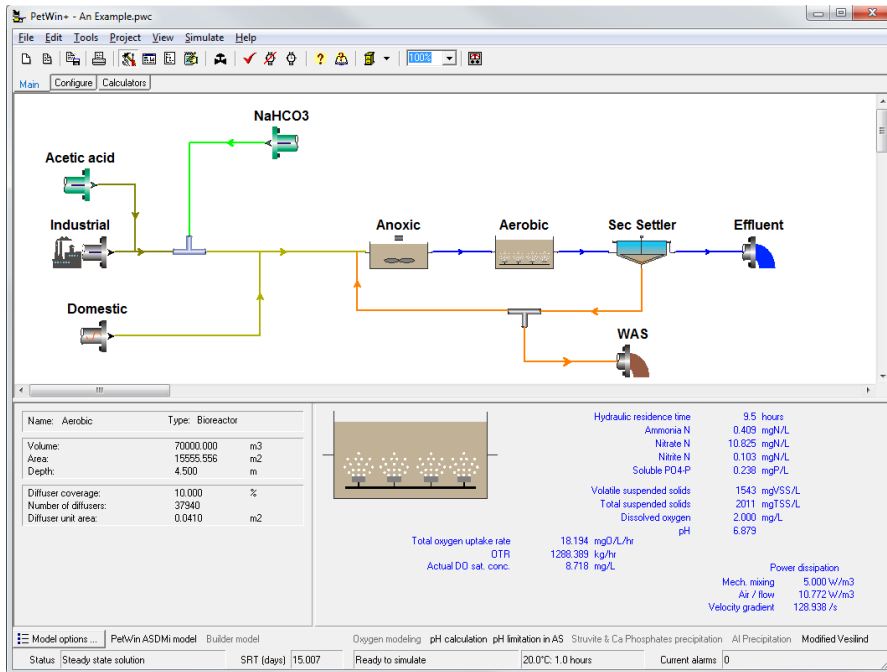 PetWin+ - An Example.pwc
File Edit Tools Project View Simulate Help
100%
Main Configure Calculators
NaHCO3
Acetic acid
Industrial Anoxic Aerobic Sec Settler Effluent
Domestic
WAS
Name: Aerobic Type: Bioreactor
Volume: 70000.000 m3
Area: 15555.556 m2
Depth: 4.500 m
Diffuser coverage: 10.000 %
Number of diffusers: 37940
Diffuser unit area: 0.0410 m2
Hydraulic residence time 9.5 hours
Ammonia N 0.409 mgN/L
Nitrate N 10.825 mgN/L
Nitrite N 0.103 mgN/L
Soluble PO4-P 0.238 mgP/L
Volatile suspended solids 1543 mgVSS/L
Total suspended solids 2011 mgTSS/L
Dissolved oxygen 2.000 mg/L
pH 6.879
Total oxygen uptake rate 18.194 mgO/L/hr
OTR 1288.389 kg/hr
Actual DO sat. conc. 8.718 mg/L
Power dissipation
Mech. mixing 5.000 W/m3
Air / flow 10.772 W/m3
Velocity gradient 128.938 /s
Model options ... PetWin ASDMi model Builder model Oxygen modeling pH calculation pH limitation in AS Struvite & Ca Phosphates precipitation Al Precipitation Modified Vesilind
Status Steady state solution SRT (days) 15.007 Ready to simulate 20.0°C: 1.0 hours Current alarms 0